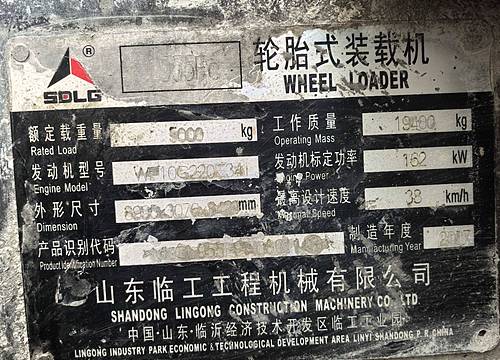 SDLG ®
轮胎式装载机
WHEEL LOADER
额定载重量 5000 kg
Rated Load
工作质量 kg
Operating Mass
发动机型号
Engine Model
发动机标定功率 162 kW
Power
外形尺寸 mm
Dimension
最高设计速度 38 km/h
Speed
产品识别代码
Product Identification Number
制造年度
Manufacturing Year
山东临工工程机械有限公司
SHANDONG LINGONG CONSTRUCTION MACHINERY CO LTD
中国·山东·临沂经济技术开发区临工工业园
LINGONG INDUSTRY PARK ECONOMIC & TECHNOLOGICAL DEVELOPMENT AREA LINYI SHANDONG P. R. CHINA